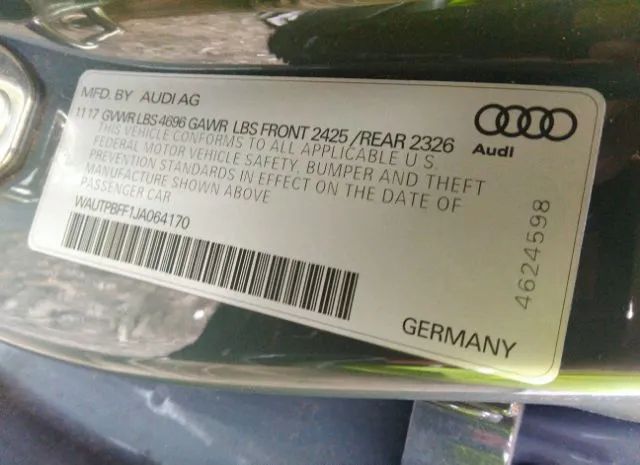 MFD. BY AUDI AG
11 17 GVWR LBS 4696 GAWR LBS FRONT 2425 /REAR 2326
THIS VEHICLE CONFORMS TO ALL APPLICABLE U S
FEDERAL MOTOR VEHICLE SAFETY, BUMPER AND THEFT
PREVENTION STANDARDS IN EFFECT ON THE DATE OF
MANUFACTURE SHOWN ABOVE
PASSENGER CAR
WAUTPBFF1JA064170
Audi
4624598
GERMANY